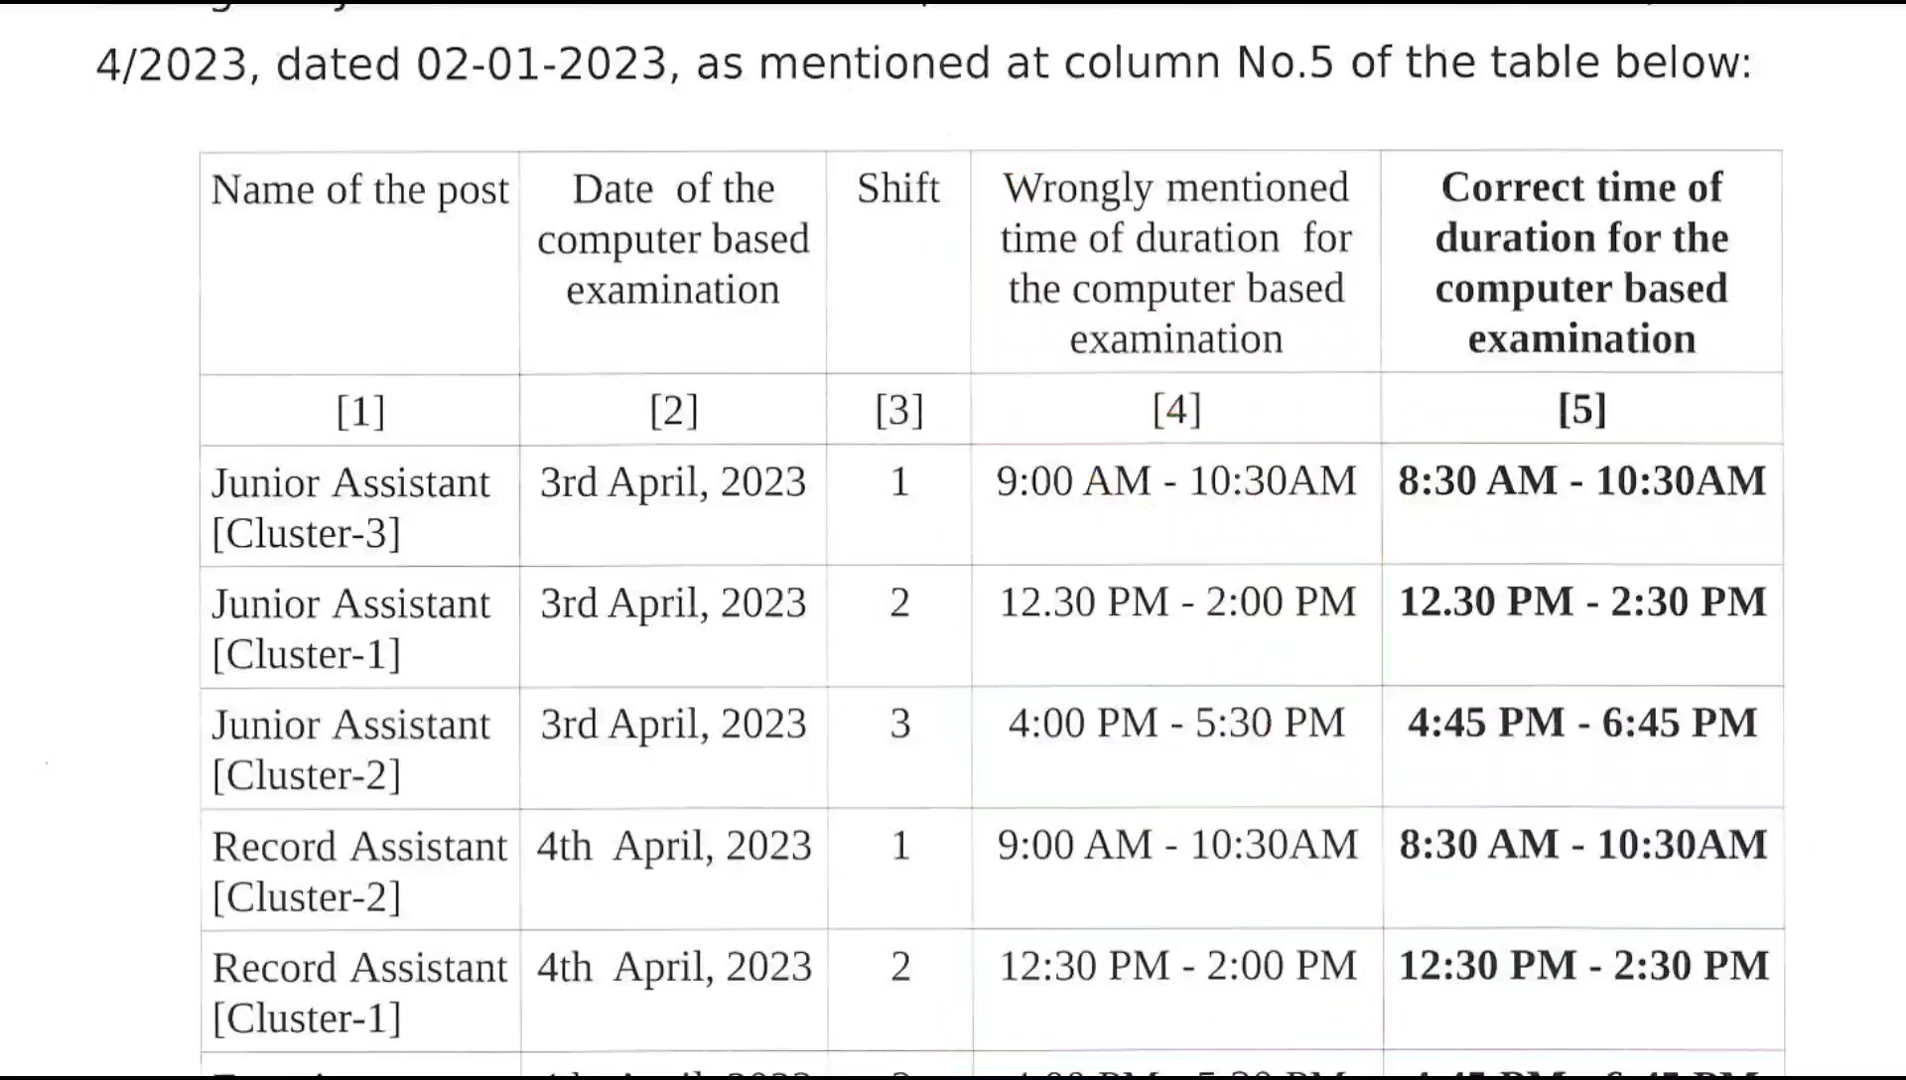 4/2023, dated 02-01-2023, as mentioned at column No.5 of the table below:
Name of the post
Date of the
computer based
examination
Shift
Wrongly mentioned
time of duration for
the computer based
examination
Correct time of
duration for the
computer based
examination
[1] [2] [3] [4] [5]
Junior Assistant 3rd April, 2023 1 9:00 AM - 10:30AM 8:30 AM - 10:30AM
[Cluster-3]
Junior Assistant 3rd April, 2023 2 12.30 PM - 2:00 PM 12.30 PM - 2:30 PM
[Cluster-1]
Junior Assistant 3rd April, 2023 3 4:00 PM - 5:30 PM 4:45 PM - 6:45 PM
[Cluster-2]
Record Assistant 4th April, 2023 1 9:00 AM - 10:30AM 8:30 AM - 10:30AM
[Cluster-2]
Record Assistant 4th April, 2023 2 12:30 PM - 2:00 PM 12:30 PM - 2:30 PM
[Cluster-1]